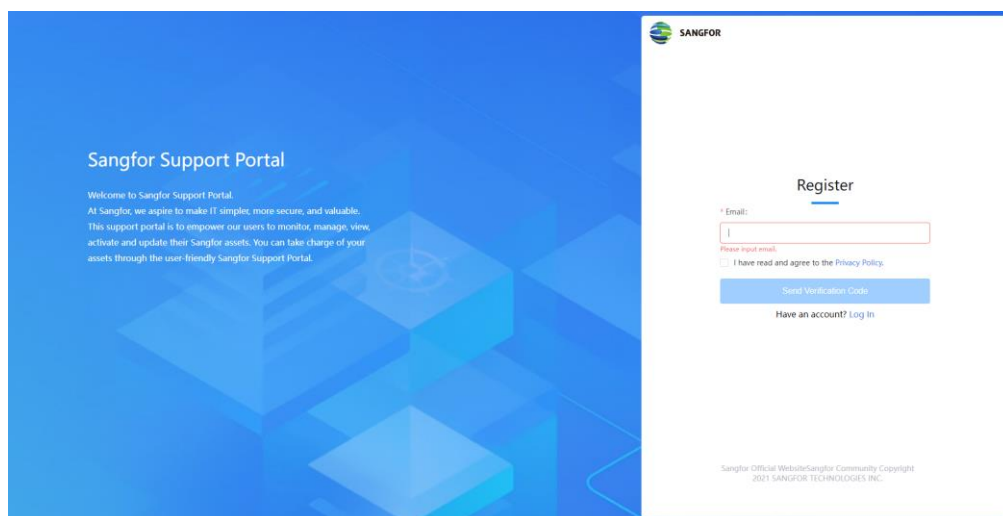 SANGFOR
Sangfor Support Portal
Welcome to Sangfor Support Portal.
At Sangfor, we aspire to make IT simpler, more secure, and valuable.
This support portal is to empower our users to monitor, manage, view,
activate and update their Sangfor assets. You can take charge of your
assets through the user-friendly Sangfor Support Portal.
Register
* Email:
Please input email.
I have read and agree to the Privacy Policy.
Send Verification Code
Have an account? Log In
Sangfor Official WebsiteSangfor Community Copyright
2021 SANGFOR TECHNOLOGIES INC.